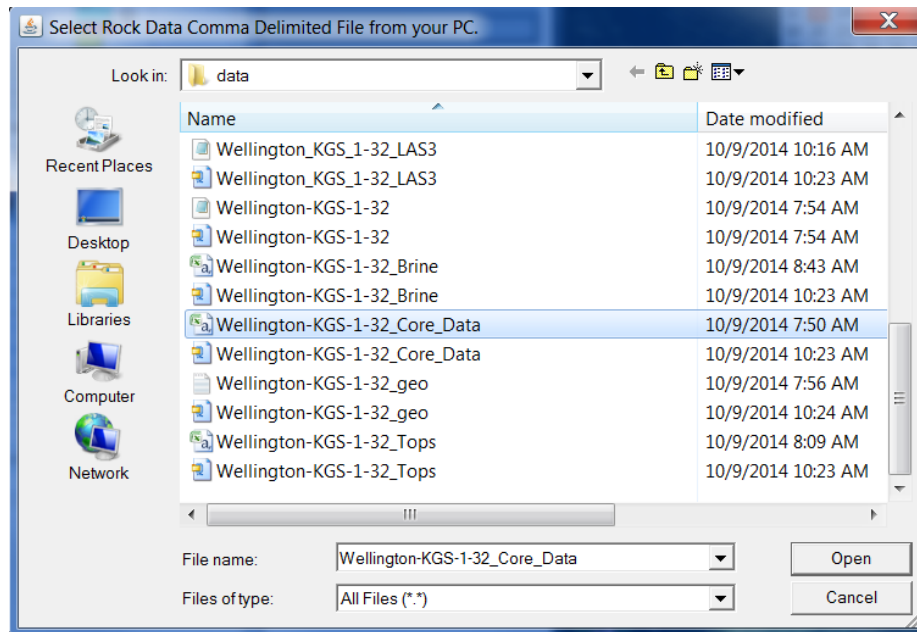 Select Rock Data Comma Delimited File from your PC.
Look in: data
Name Date modified
Wellington_KGS_1-32_LAS3 10/9/2014 10:16 AM
Wellington_KGS_1-32_LAS3 10/9/2014 10:23 AM
Wellington-KGS-1-32 10/9/2014 7:54 AM
Wellington-KGS-1-32 10/9/2014 7:54 AM
Wellington-KGS-1-32_Brine 10/9/2014 8:43 AM
Wellington-KGS-1-32_Brine 10/9/2014 10:23 AM
Wellington-KGS-1-32_Core_Data 10/9/2014 7:50 AM
Wellington-KGS-1-32_Core_Data 10/9/2014 10:23 AM
Wellington-KGS-1-32_geo 10/9/2014 7:56 AM
Wellington-KGS-1-32_geo 10/9/2014 10:24 AM
Wellington-KGS-1-32_Tops 10/9/2014 8:09 AM
Wellington-KGS-1-32_Tops 10/9/2014 10:23 AM
Recent Places
Desktop
Libraries
Computer
Network
File name: Wellington-KGS-1-32_Core_Data Open
Files of type: All Files (*.*) Cancel